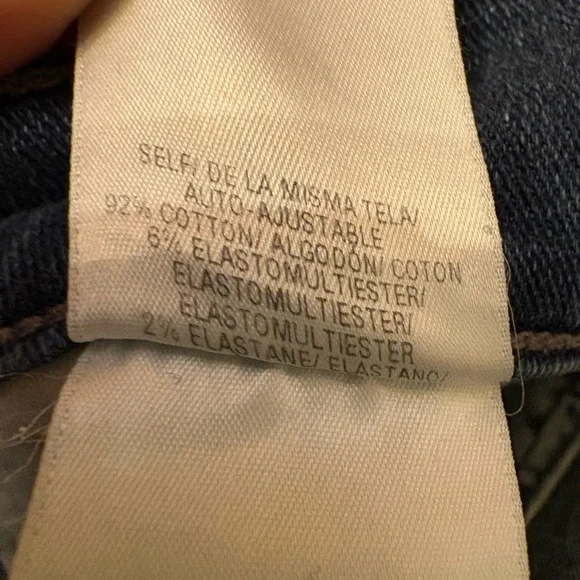 SELF/ DE LA MISMA TELA/
AUTO-AJUSTABLE
92% COTTON/ ALGODÓN/ COTON
6% ELASTOMULTIESTER/
ELASTOMULTIESTER/
ELASTOMULTIESTER
2% ELASTANE/ ELASTANO/